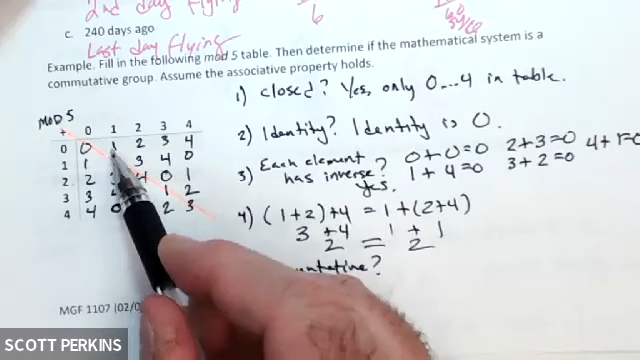 2nd day flying
6
c. 240 days ago
Last day flying
Example. Fill in the following mod 5 table. Then determine if the mathematical system is a
commutative group. Assume the associative property holds.
MOD 5
+ 0 1 2 3 4
0 0 1 2 3 4
1 1 3 4 0
2 2 4 0 1
3 3 1 2
4 4 0 2 3
1) closed? Yes, only 0...4 in table.
2) Identity? Identity is 0.
3) Each element has inverse? Yes.
0+0=0 2+3=0 4+1=0
1+4=0 3+2=0
4) (1+2)+4 = 1+(2+4)
3+4 1+1
2 = 2
MGF 1107 |02/0
SCOTT PERKINS